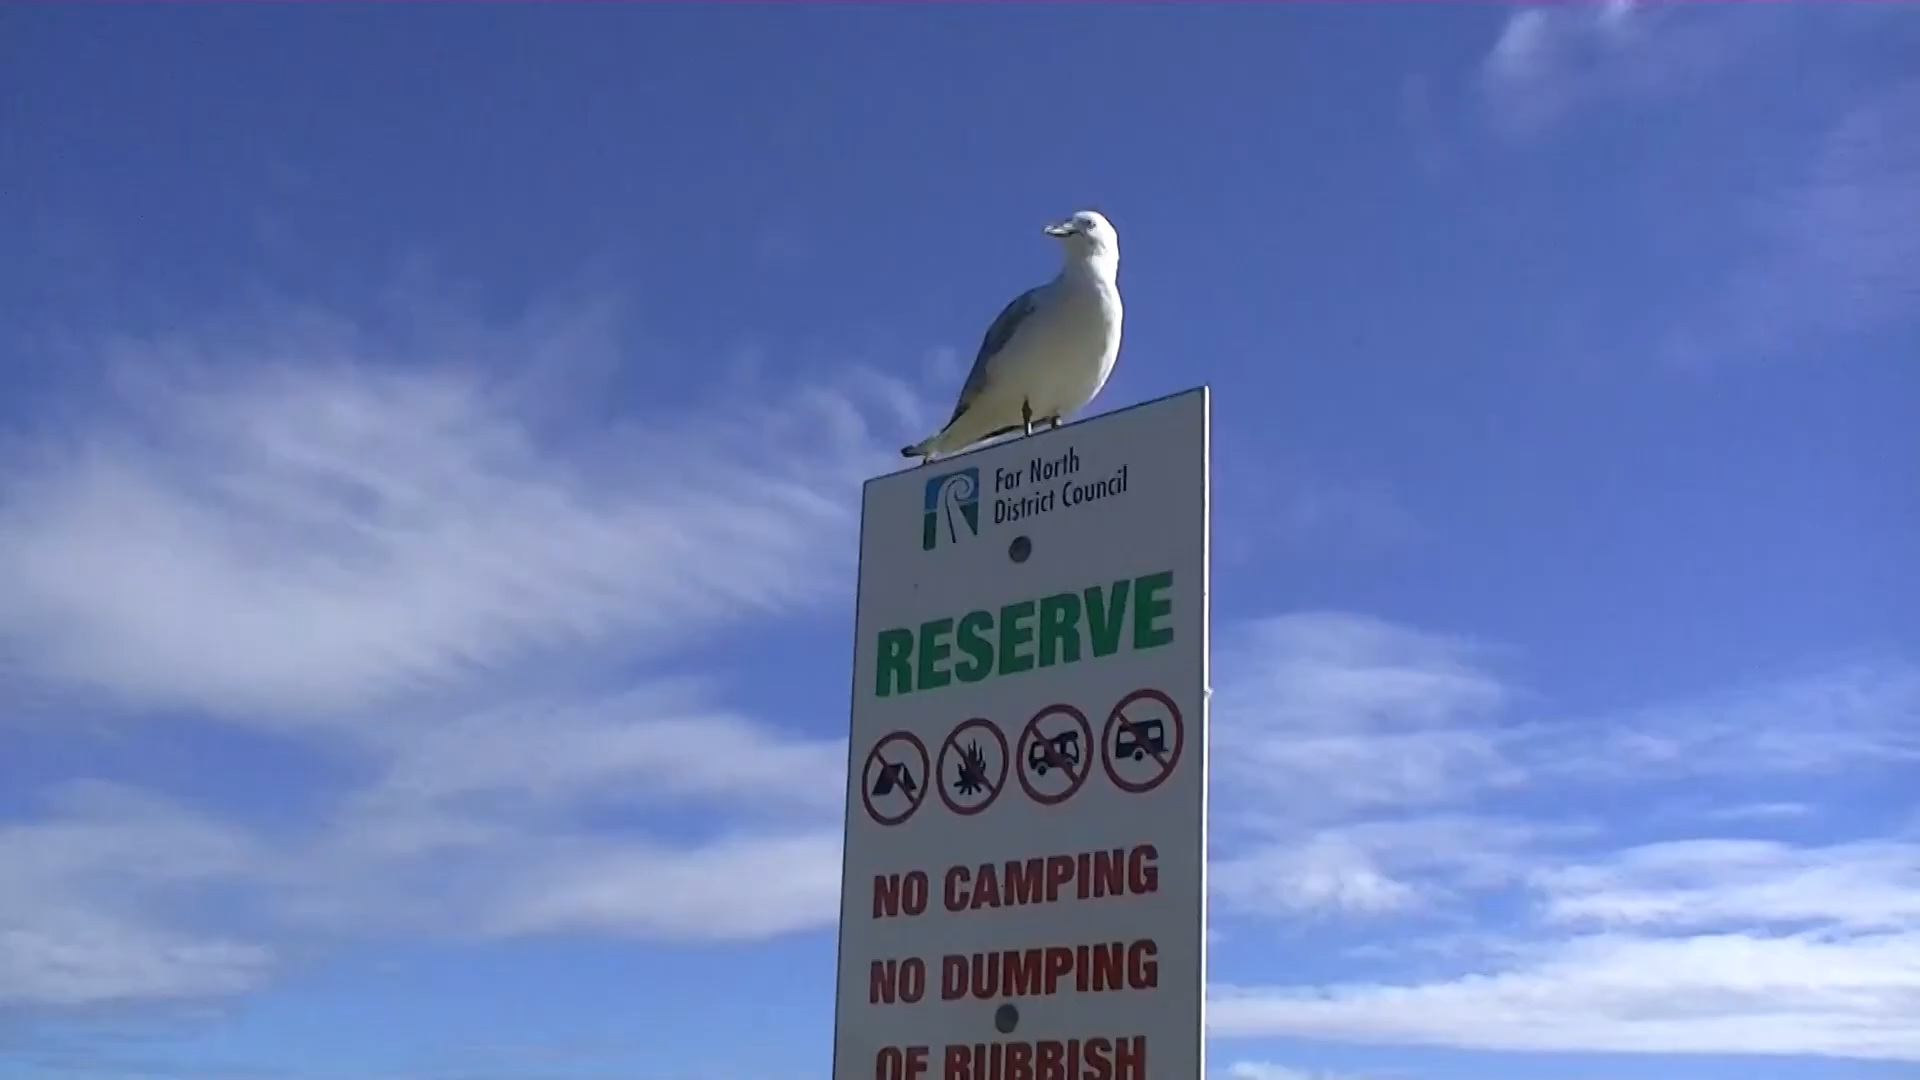 Far North
District Council
RESERVE
NO CAMPING
NO DUMPING
OF RUBBISH